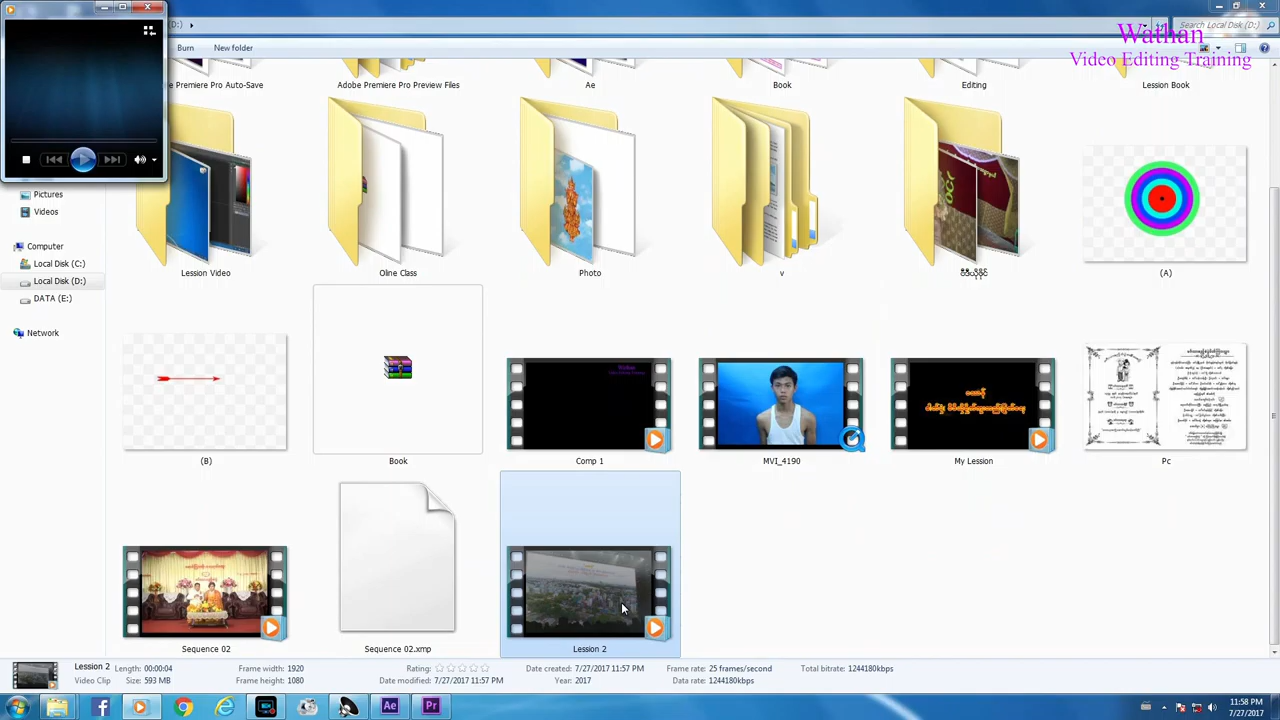 (D:)
Search Local Disk (D:)
Wathan
Video Editing Training
Burn
New folder
Adobe Premiere Pro Preview Files
Ae
Book
Editing
Lession Book
Pictures
Videos
Computer
Local Disk (C:)
Local Disk (D:)
DATA (E:)
Network
Lession Video
Oline Class
Photo
v
(A)
(B)
Book
Comp 1
MVI_4190
My Lession
Pc
Sequence 02
Sequence 02.xmp
Lession 2
Lession 2
Length: 00:00:04
Frame width: 1920
Rating:
Date created: 7/27/2017 11:57 PM
Frame rate: 25 frames/second
Total bitrate: 1244180kbps
Video Clip
Size: 593 MB
Frame height: 1080
Date modified: 7/27/2017 11:57 PM
Year: 2017
Data rate: 1244180kbps
Ae
Pr
11:58 PM
7/27/2017